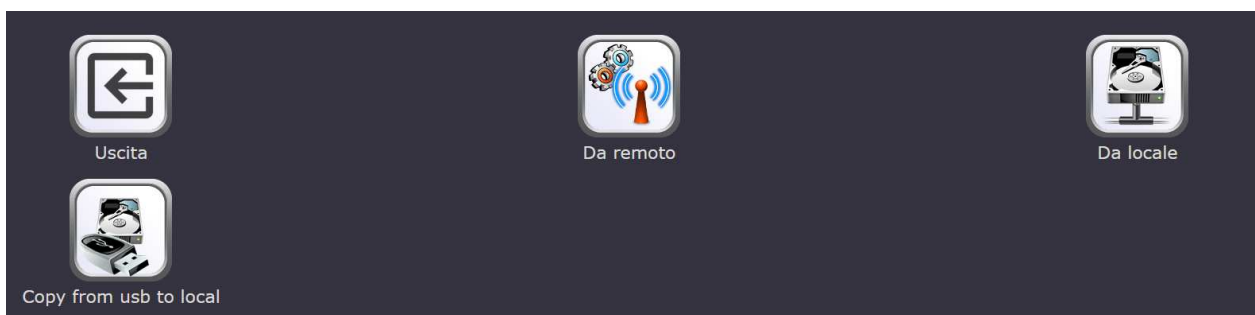 Uscita
Da remoto
Da locale
Copy from usb to local